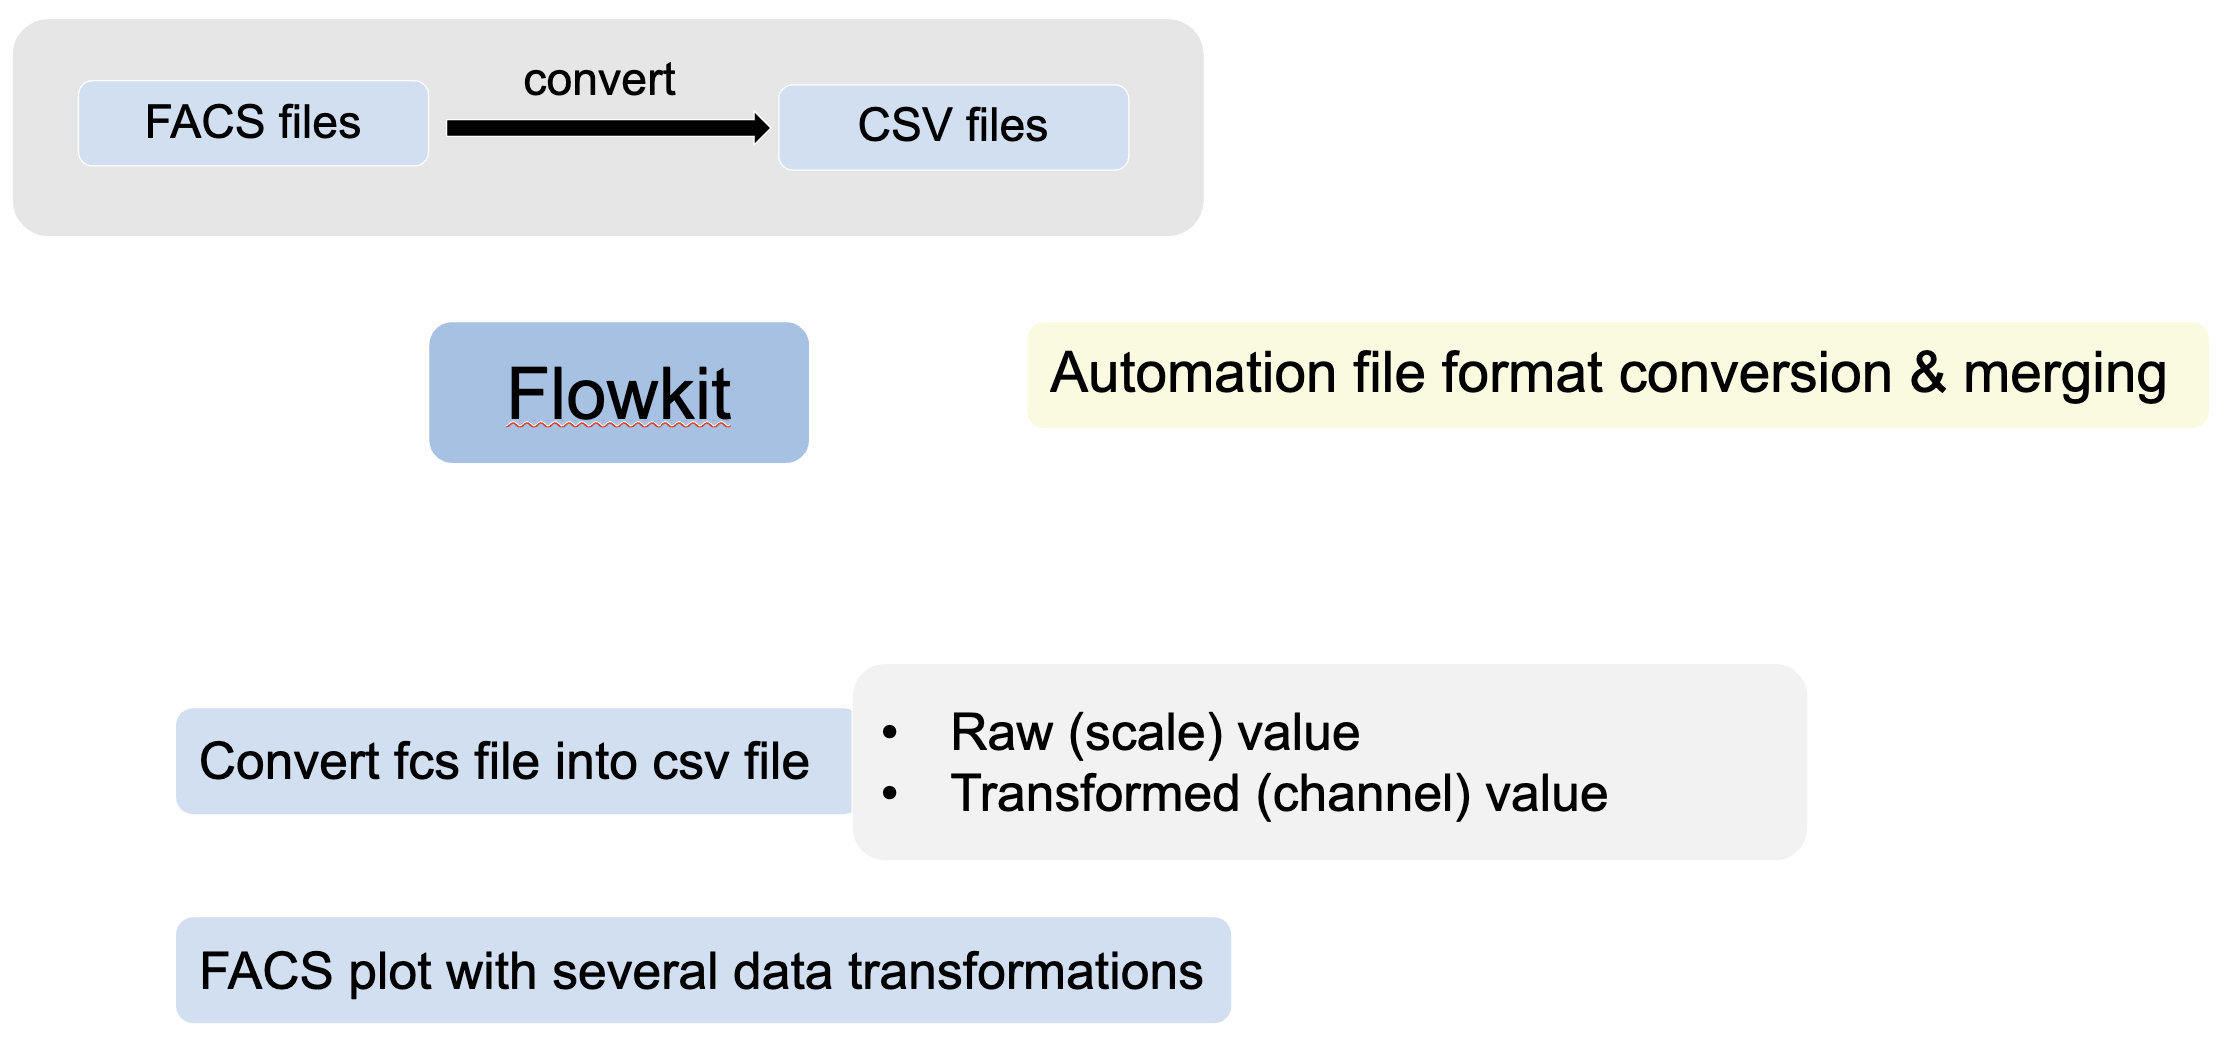 convert
FACS files
CSV files
Flowkit
Automation file format conversion & merging
Convert fcs file into csv file
• Raw (scale) value
• Transformed (channel) value
FACS plot with several data transformations